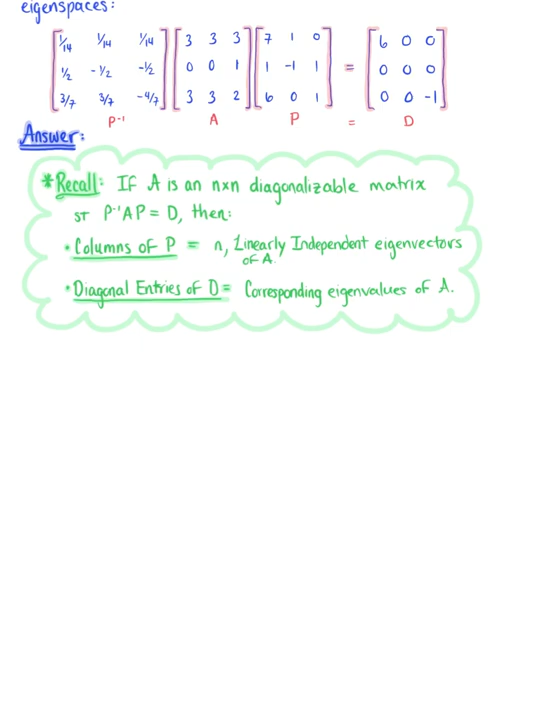 eigenspaces:
[1/14 1/14 1/14] [3 3 3] [7 1 0] [6 0 0]
[1/2 -1/2 -1/2] [0 0 1] [1 -1 1] = [0 0 0]
[3/7 3/7 -4/7] [3 3 2] [6 0 1] [0 0 -1]
P⁻¹ A P = D
Answer:
*Recall: IF A is an n×n diagonalizable matrix
ST P⁻¹AP = D, then:
• Columns OF P = n, Linearly Independent eigenvectors
OF A.
• Diagonal Entries OF D = Corresponding eigenvalues OF A.